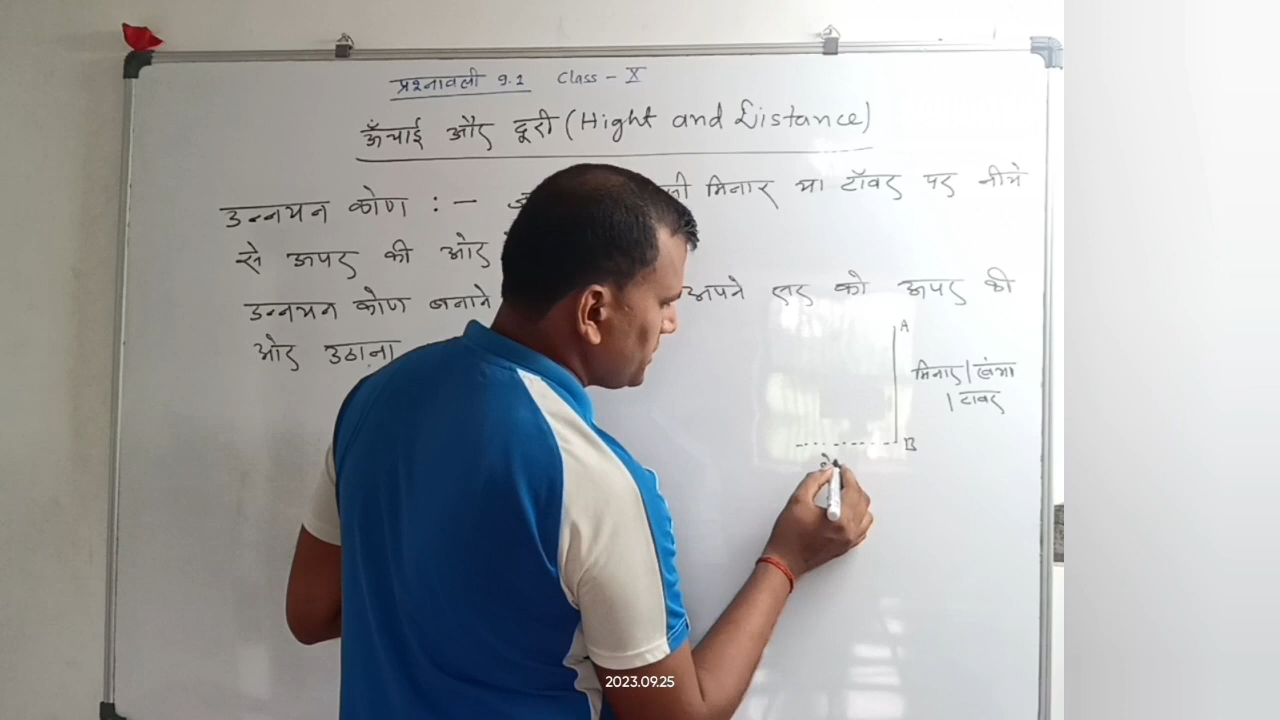 प्रश्नावली 9.1 Class - X
ऊँचाई और दूरी (Hight and Distance)
उन्नयन कोण : - की मिनार या टॉवर पर नीचे
से ऊपर की ओर
उन्नयन कोण बनाने अपने सर को ऊपर की
ओर उठाना
A
मिनार / खंभा
/ टावर
B
2023.09.25